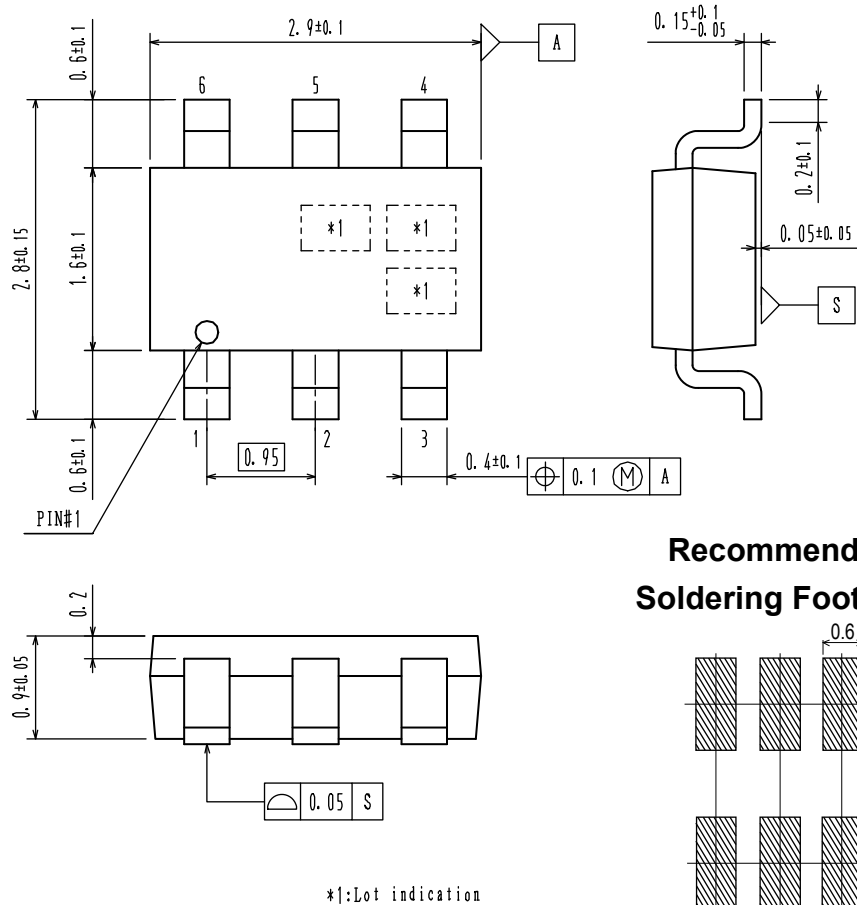 2.9±0.1
A
0.15+0.1 -0.05
0.6±0.1
6
5
4
0.2±0.1
*1
*1
*1
2.8±0.15
1.6±0.1
0.05±0.05
S
0.6±0.1
1
2
3
0.95
0.4±0.1
⌖ 0.1 Ⓜ A
PIN#1
Recommend
Soldering Foot
0.6
0.2
0.9±0.05
⌓ 0.05 S
*1:Lot indication